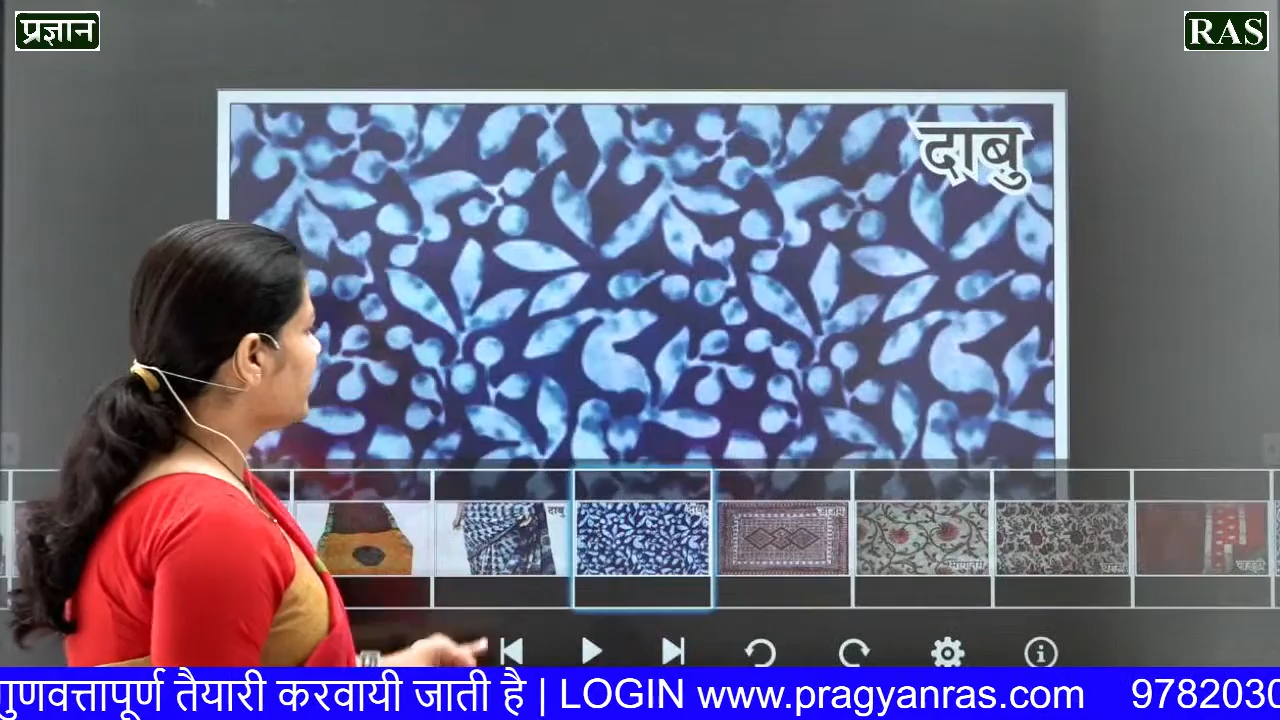 प्रज्ञान
RAS
दाबु
दाबु
गुणवत्तापूर्ण तैयारी करवायी जाती है | LOGIN www.pragyanras.com 9782030